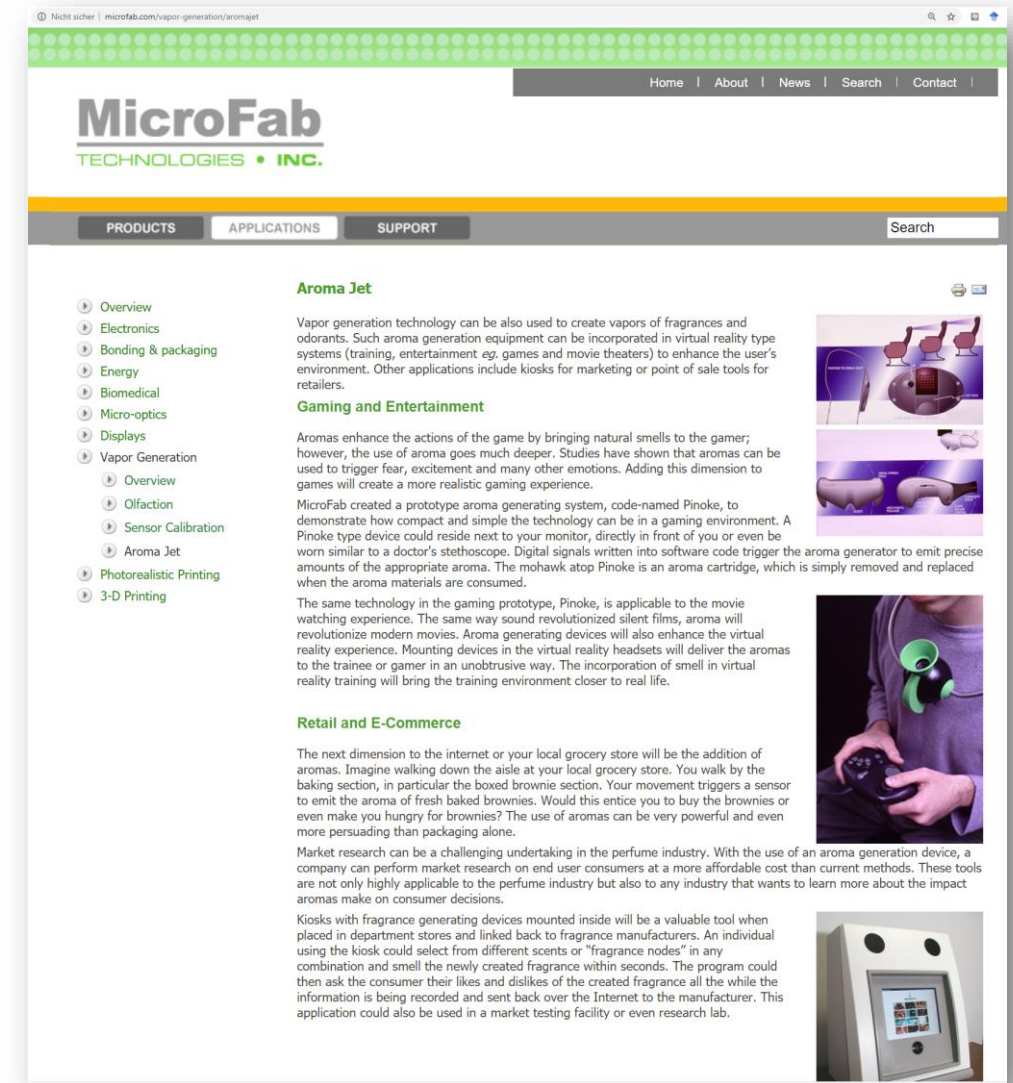 Nicht sicher | microfab.com/vapor-generation/aromajet
Home | About | News | Search | Contact |
MicroFab
TECHNOLOGIES • INC.
PRODUCTS
APPLICATIONS
SUPPORT
Search
Overview
Electronics
Bonding & packaging
Energy
Biomedical
Micro-optics
Displays
Vapor Generation
Overview
Olfaction
Sensor Calibration
Aroma Jet
Photorealistic Printing
3-D Printing
Aroma Jet
Vapor generation technology can be also used to create vapors of fragrances and
odorants. Such aroma generation equipment can be incorporated in virtual reality type
systems (training, entertainment eg. games and movie theaters) to enhance the user's
environment. Other applications include kiosks for marketing or point of sale tools for
retailers.
Gaming and Entertainment
Aromas enhance the actions of the game by bringing natural smells to the gamer;
however, the use of aroma goes much deeper. Studies have shown that aromas can be
used to trigger fear, excitement and many other emotions. Adding this dimension to
games will create a more realistic gaming experience.
MicroFab created a prototype aroma generating system, code-named Pinoke, to
demonstrate how compact and simple the technology can be in a gaming environment. A
Pinoke type device could reside next to your monitor, directly in front of you or even be
worn similar to a doctor's stethoscope. Digital signals written into software code trigger the aroma generator to emit precise
amounts of the appropriate aroma. The mohawk atop Pinoke is an aroma cartridge, which is simply removed and replaced
when the aroma materials are consumed.
The same technology in the gaming prototype, Pinoke, is applicable to the movie
watching experience. The same way sound revolutionized silent films, aroma will
revolutionize modern movies. Aroma generating devices will also enhance the virtual
reality experience. Mounting devices in the virtual reality headsets will deliver the aromas
to the trainee or gamer in an unobtrusive way. The incorporation of smell in virtual
reality training will bring the training environment closer to real life.
Retail and E-Commerce
The next dimension to the internet or your local grocery store will be the addition of
aromas. Imagine walking down the aisle at your local grocery store. You walk by the
baking section, in particular the boxed brownie section. Your movement triggers a sensor
to emit the aroma of fresh baked brownies. Would this entice you to buy the brownies or
even make you hungry for brownies? The use of aromas can be very powerful and even
more persuading than packaging alone.
Market research can be a challenging undertaking in the perfume industry. With the use of an aroma generation device, a
company can perform market research on end user consumers at a more affordable cost than current methods. These tools
are not only highly applicable to the perfume industry but also to any industry that wants to learn more about the impact
aromas make on consumer decisions.
Kiosks with fragrance generating devices mounted inside will be a valuable tool when
placed in department stores and linked back to fragrance manufacturers. An individual
using the kiosk could select from different scents or "fragrance nodes" in any
combination and smell the newly created fragrance within seconds. The program could
then ask the consumer their likes and dislikes of the created fragrance all the while the
information is being recorded and sent back over the Internet to the manufacturer. This
application could also be used in a market testing facility or even research lab.